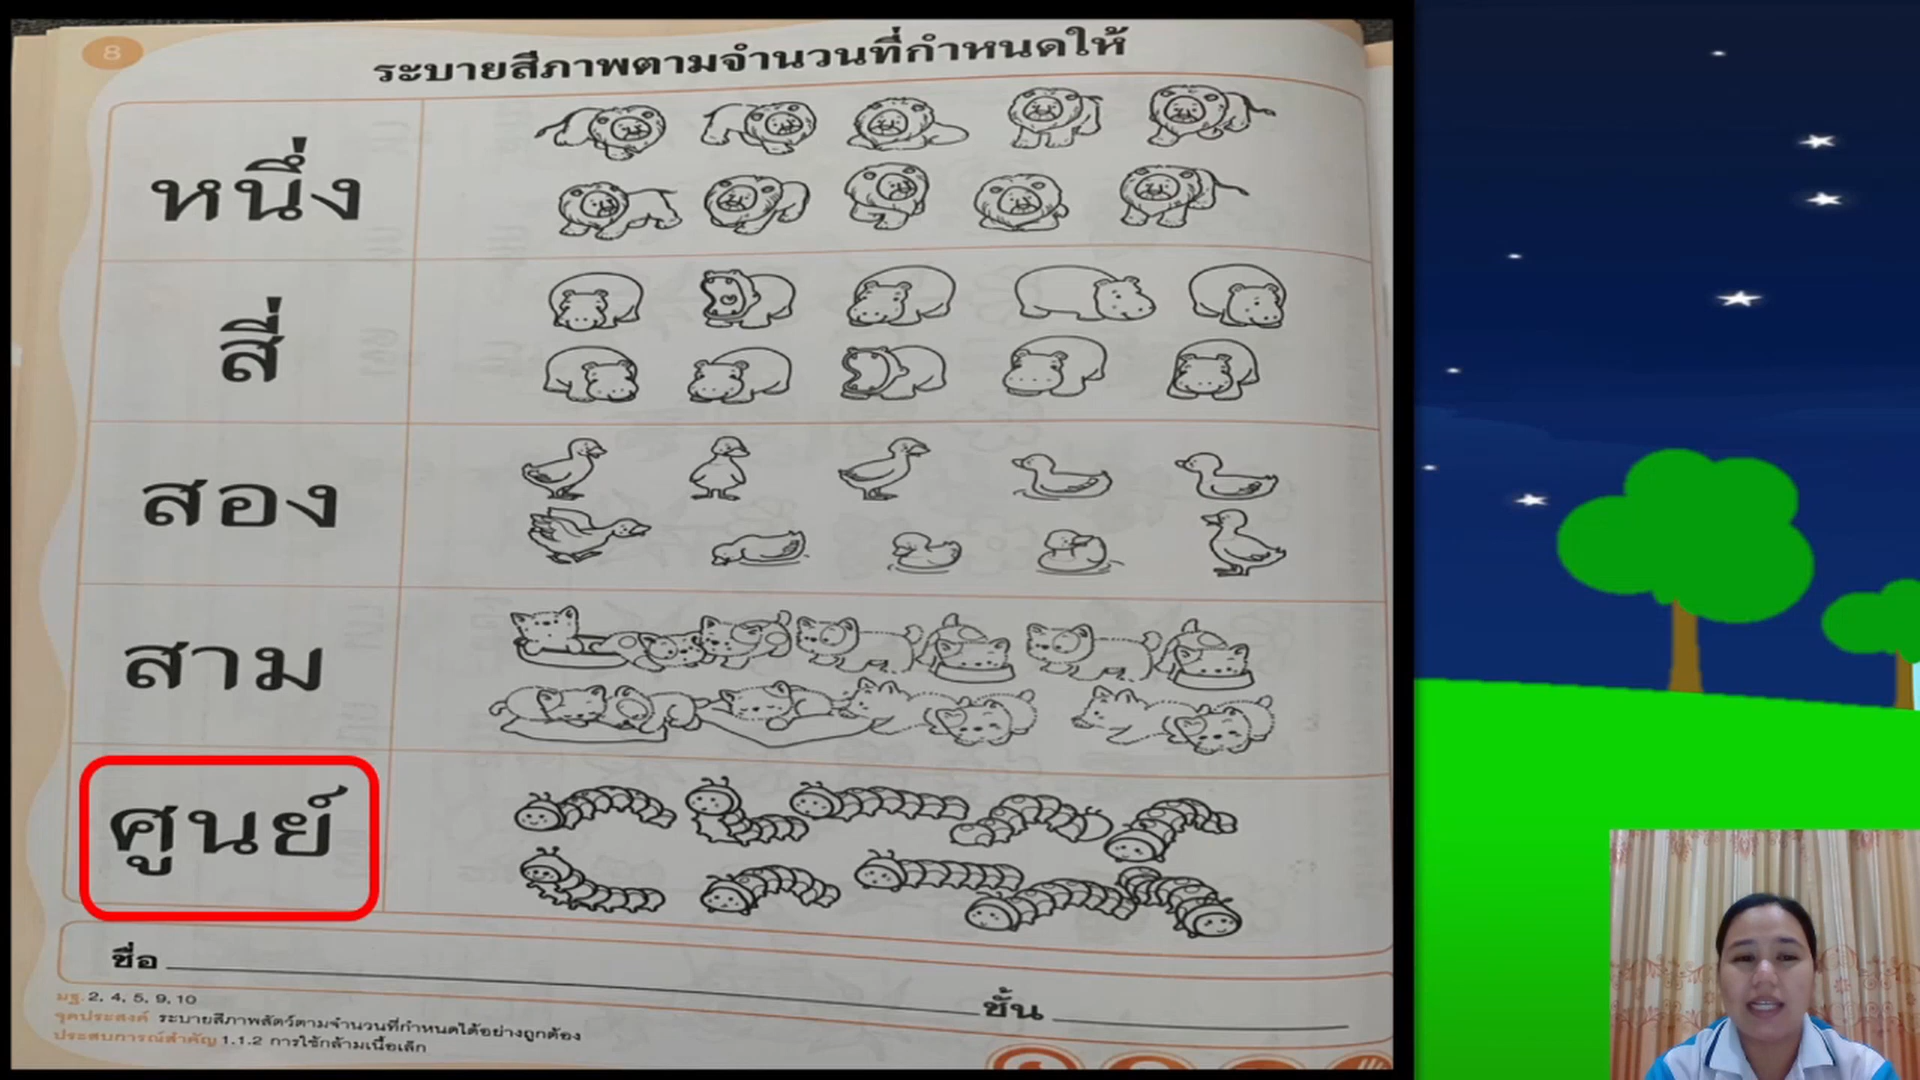 8
ระบายสีภาพตามจำนวนที่กำหนดให้
หนึ่ง
สี่
สอง
สาม
ศูนย์
ชื่อ
ชั้น
มฐ. 2, 4, 5, 9, 10
จุดประสงค์ ระบายสีภาพสัตว์ตามจำนวนที่กำหนดได้อย่างถูกต้อง
ประสบการณ์สำคัญ 1.1.2 การใช้กล้ามเนื้อเล็ก